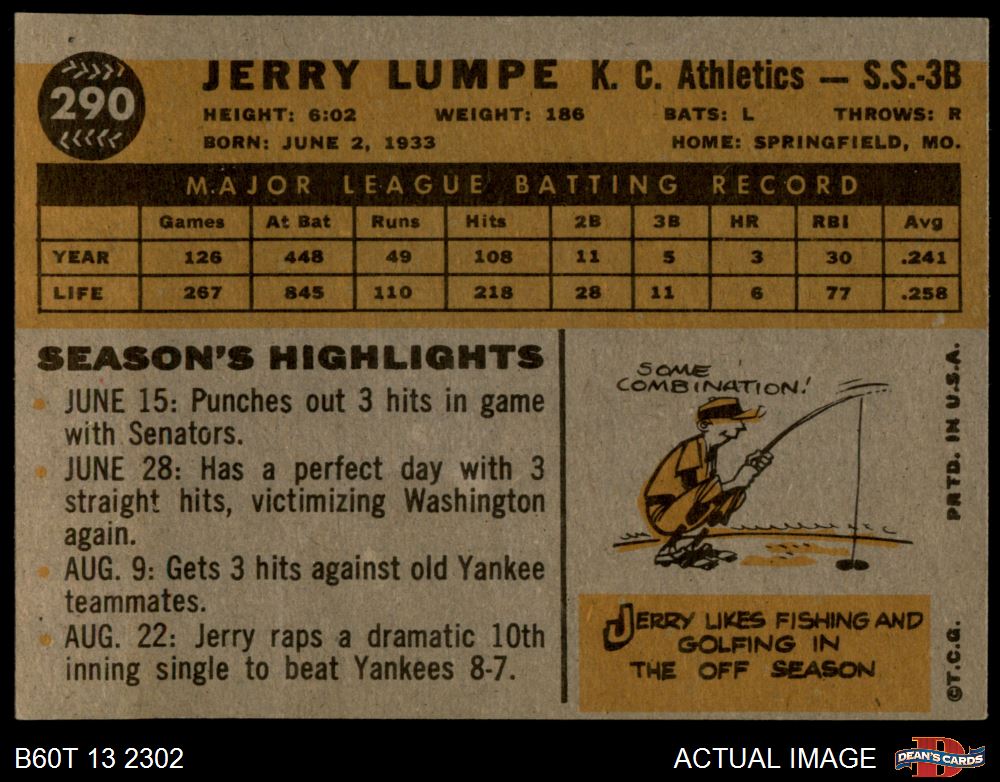 290
JERRY LUMPE K. C. Athletics — S.S.-3B
HEIGHT: 6:02 WEIGHT: 186 BATS: L THROWS: R
BORN: JUNE 2, 1933 HOME: SPRINGFIELD, MO.
MAJOR LEAGUE BATTING RECORD
Games At Bat Runs Hits 2B 3B HR RBI Avg
YEAR 126 448 49 108 11 5 3 30 .241
LIFE 267 845 110 218 28 11 6 77 .258
SEASON'S HIGHLIGHTS
• JUNE 15: Punches out 3 hits in game
with Senators.
• JUNE 28: Has a perfect day with 3
straight hits, victimizing Washington
again.
• AUG. 9: Gets 3 hits against old Yankee
teammates.
• AUG. 22: Jerry raps a dramatic 10th
inning single to beat Yankees 8-7.
SOME
COMBINATION!
JERRY LIKES FISHING AND
GOLFING IN
THE OFF SEASON
©T.C.G. PRTD. IN U.S.A.
B60T 13 2302 ACTUAL IMAGE
D
DEAN'S CARDS